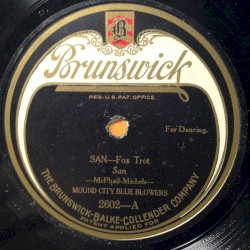 B
Brunswick
REG. U.S. PAT. OFFICE
For Dancing.
SAN—Fox Trot
San
—McPhail-Michels—
MOUND CITY BLUE BLOWERS
2602—A
THE BRUNSWICK-BALKE-COLLENDER COMPANY
PATENT APPLIED FOR